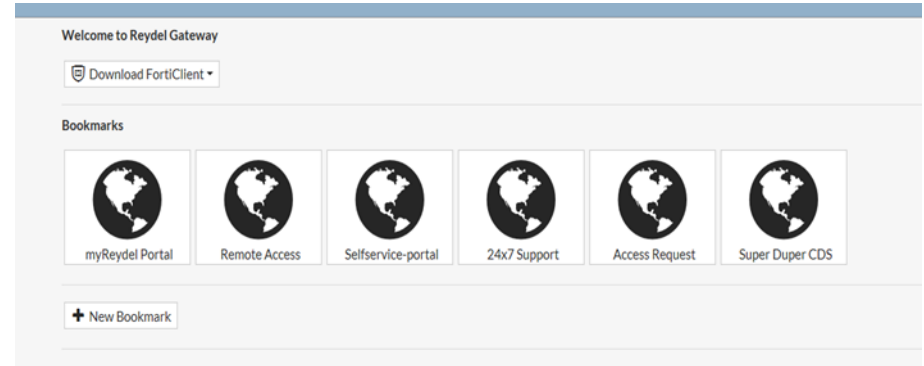 Welcome to Reydel Gateway
Download FortiClient
Bookmarks
myReydel Portal
Remote Access
Selfservice-portal
24x7 Support
Access Request
Super Duper CDS
New Bookmark